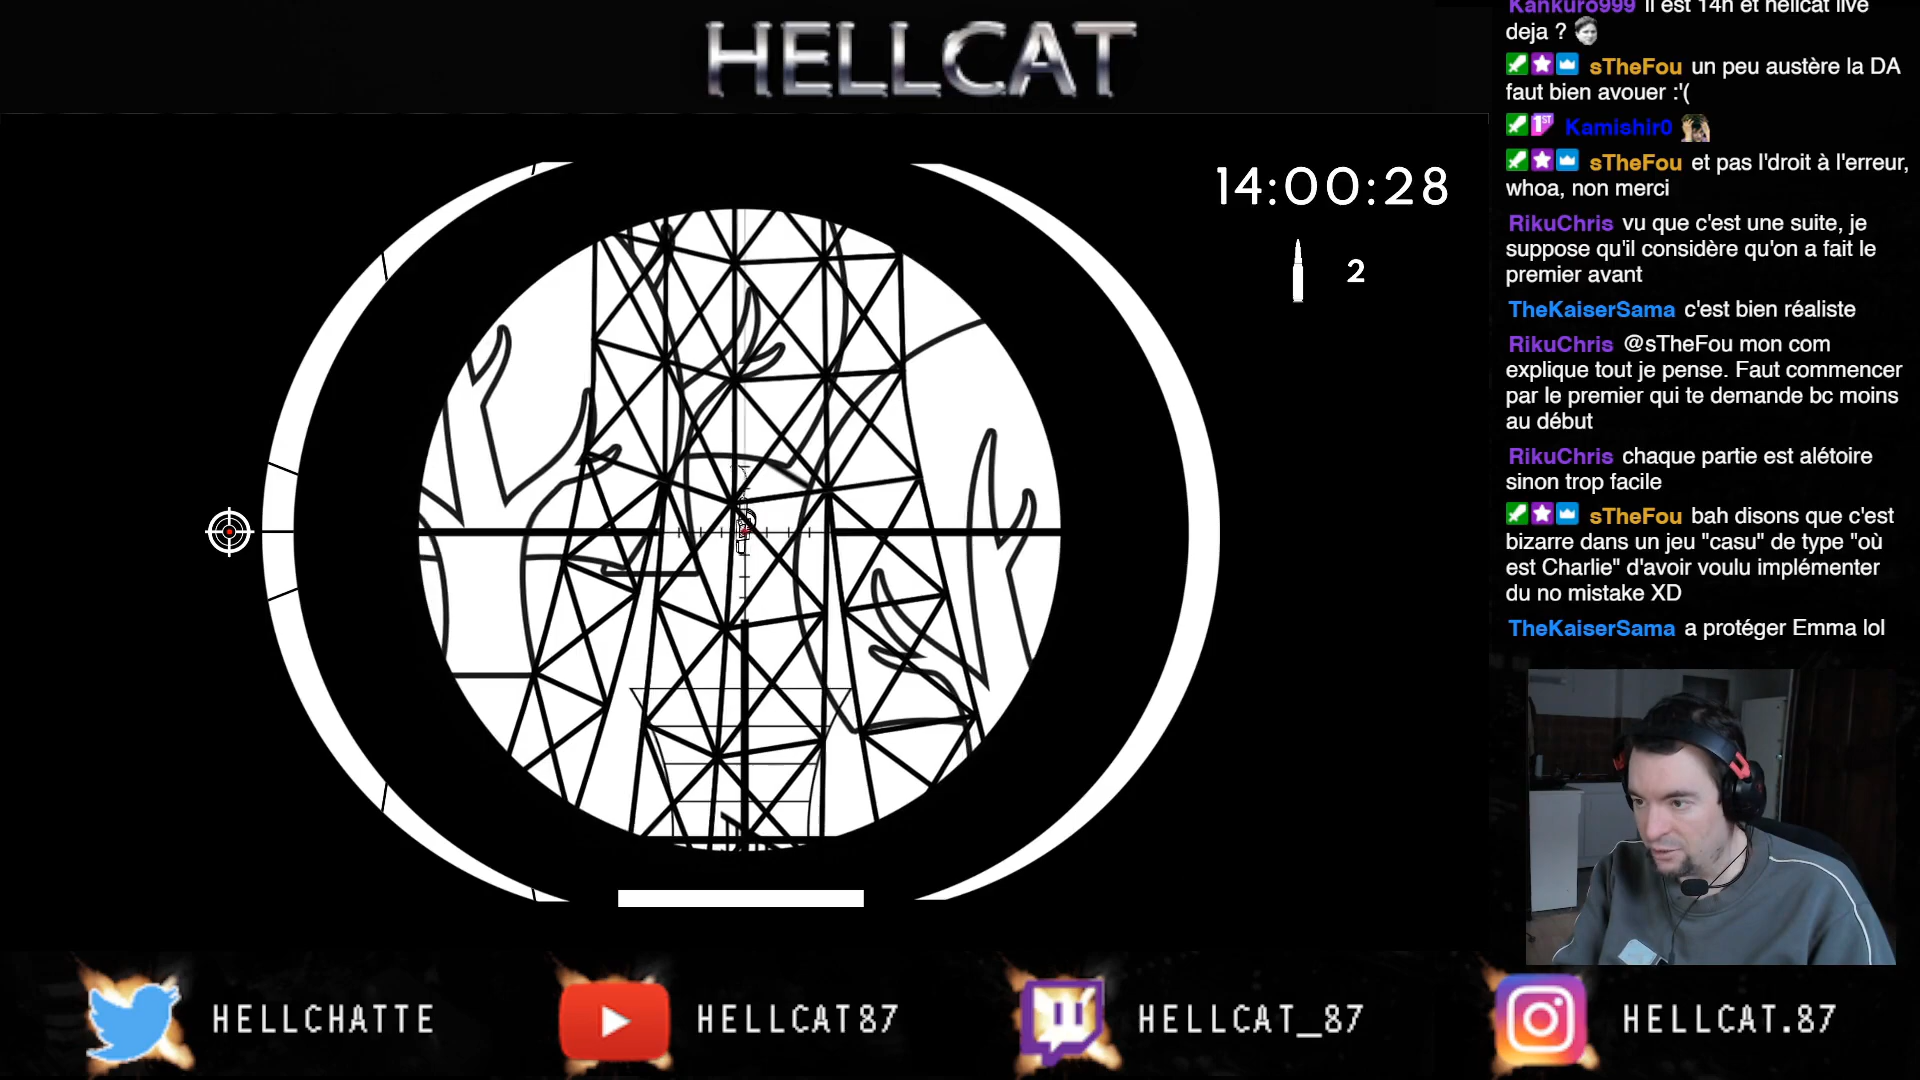 HELLCAT
14:00:28
2
Kankuro999 il est 14h et hellcat live
deja ?
sTheFou un peu austère la DA
faut bien avouer :'(
1ST Kamishir0
sTheFou et pas l'droit à l'erreur,
whoa, non merci
RikuChris vu que c'est une suite, je
suppose qu'il considère qu'on a fait le
premier avant
TheKaiserSama c'est bien réaliste
RikuChris @sTheFou mon com
explique tout je pense. Faut commencer
par le premier qui te demande bc moins
au début
RikuChris chaque partie est alétoire
sinon trop facile
sTheFou bah disons que c'est
bizarre dans un jeu "casu" de type "où
est Charlie" d'avoir voulu implémenter
du no mistake XD
TheKaiserSama a protéger Emma lol
HELLCHATTE
HELLCAT87
HELLCAT_87
HELLCAT.87